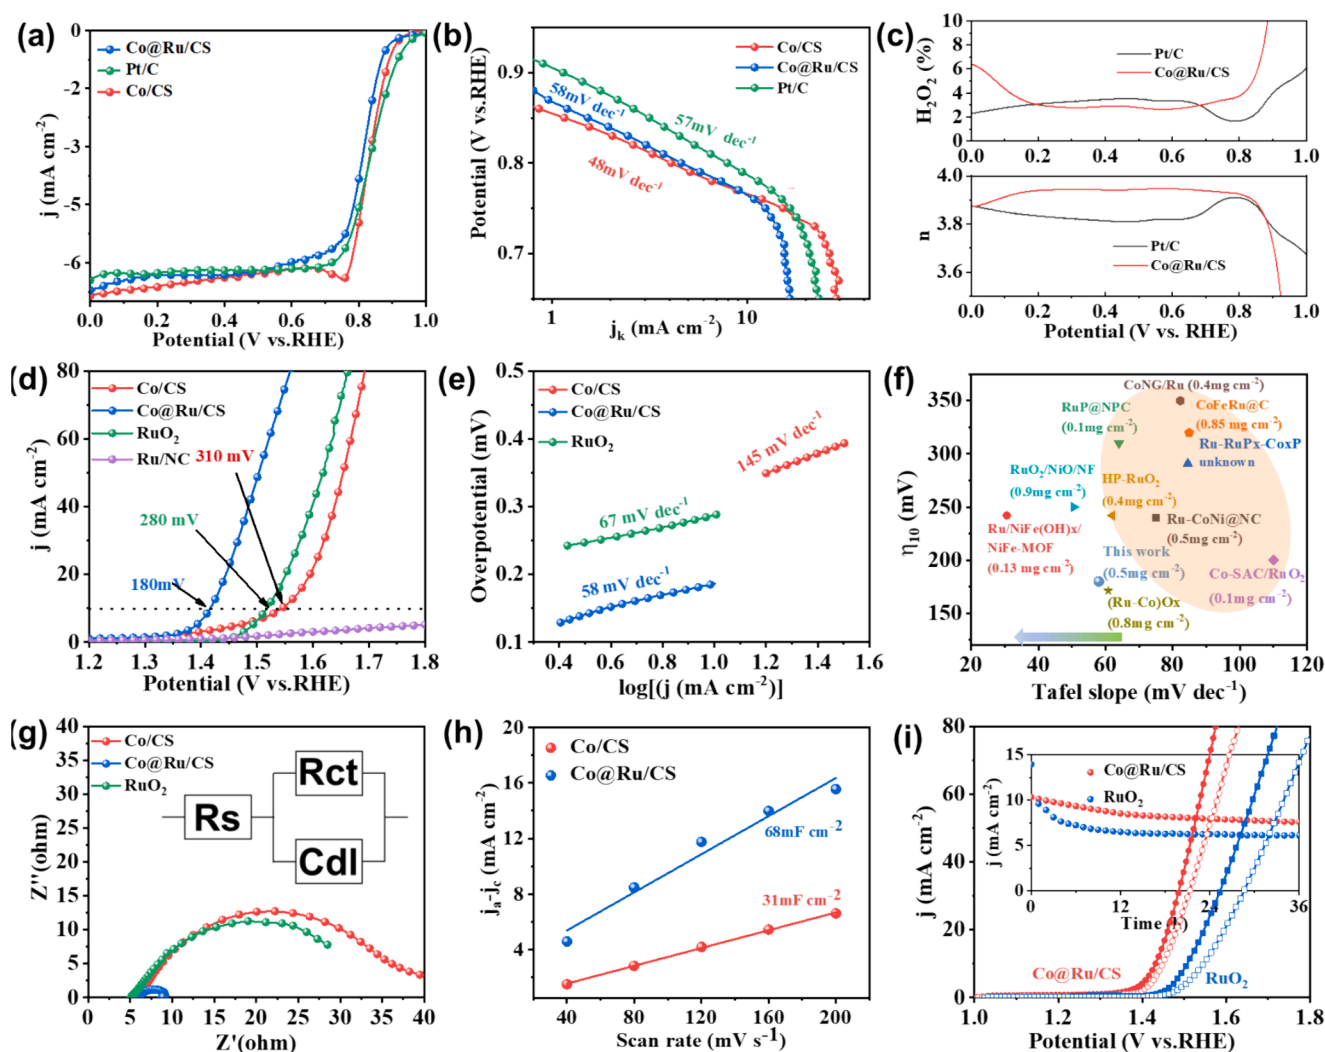 (a)
Co@Ru/CS
Pt/C
Co/CS
0
-2
-4
-6
j (mA cm⁻²)
0.0 0.2 0.4 0.6 0.8 1.0
Potential (V vs.RHE)
(b)
Co/CS
Co@Ru/CS
Pt/C
58mV dec⁻¹
57mV dec⁻¹
48mV dec⁻¹
0.9
0.8
0.7
Potential (V vs.RHE)
1 10
jₖ (mA cm⁻²)
(c)
10
8
6
4
2
0
H₂O₂ (%)
Pt/C
Co@Ru/CS
0.0 0.2 0.4 0.6 0.8 1.0
4.0
3.8
3.6
n
Pt/C
Co@Ru/CS
0.0 0.2 0.4 0.6 0.8 1.0
Potential (V vs. RHE)
(d)
Co/CS
Co@Ru/CS
RuO₂
Ru/NC
310 mV
280 mV
180mV
80
60
40
20
0
j (mA cm⁻²)
1.2 1.3 1.4 1.5 1.6 1.7 1.8
Potential (V vs.RHE)
(e)
Co/CS
Co@Ru/CS
RuO₂
145 mV dec⁻¹
67 mV dec⁻¹
58 mV dec⁻¹
0.5
0.4
0.3
0.2
0.1
Overpotential (mV)
0.3 0.6 0.9 1.2 1.5
log[(j (mA cm⁻²)]
(f)
CoNG/Ru (0.4mg cm⁻²)
RuP@NPC
(0.1mg cm⁻²)
CoFeRu@C
(0.85 mg cm⁻²)
Ru-RuPx-CoxP
unknown
RuO₂/NiO/NF
(0.9mg cm⁻²)
HP-RuO₂
(0.4mg cm⁻²)
Ru/NiFe(OH)x/
NiFe-MOF
(0.13 mg cm⁻²)
Ru-CoNi@NC
(0.5mg cm⁻²)
This work
(0.5mg cm⁻²)
Co-SAC/RuO₂
(0.1mg cm⁻²)
(Ru-Co)Ox
(0.8mg cm⁻²)
350
300
250
200
150
η₁₀ (mV)
20 40 60 80 100 120
Tafel slope (mV dec⁻¹)
(g)
Co/CS
Co@Ru/CS
RuO₂
Rs
Rct
Cdl
40
35
30
25
20
15
10
5
0
Z''(ohm)
0 5 10 15 20 25 30 35 40
Z'(ohm)
(h)
Co/CS
Co@Ru/CS
68mF cm⁻²
31mF cm⁻²
20
16
12
8
4
jₐ-j꜀ (mA cm⁻²)
40 80 120 160 200
Scan rate (mV s⁻¹)
(i)
Co@Ru/CS
RuO₂
15
10
5
0
j (mA cm⁻²)
0 12 24 36
Time (h)
Co@Ru/CS
RuO₂
80
60
40
20
0
j (mA cm⁻²)
1.0 1.2 1.4 1.6 1.8
Potential (V vs.RHE)